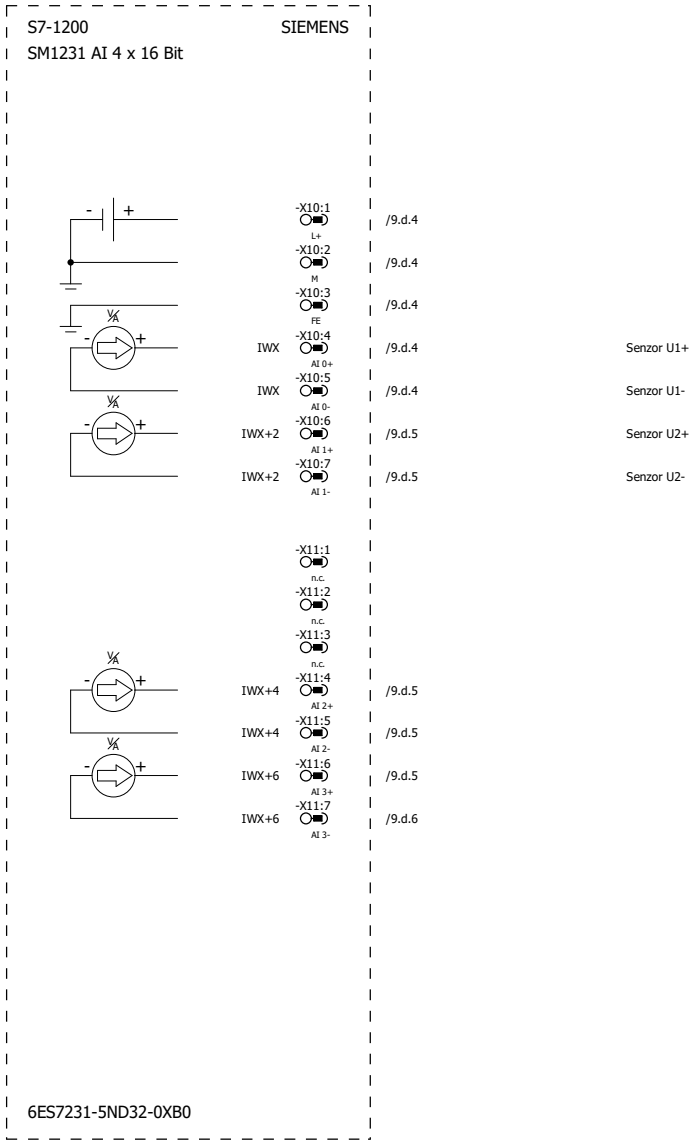 S7-1200 SIEMENS
SM1231 AI 4 x 16 Bit
- +
-X10:1 /9.d.4
L+
-X10:2 /9.d.4
M
-X10:3 /9.d.4
FE
V/A
- + IWX -X10:4 /9.d.4 Senzor U1+
AI 0+
IWX -X10:5 /9.d.4 Senzor U1-
AI 0-
V/A
- + IWX+2 -X10:6 /9.d.5 Senzor U2+
AI 1+
IWX+2 -X10:7 /9.d.5 Senzor U2-
AI 1-
-X11:1
n.c.
-X11:2
n.c.
-X11:3
n.c.
V/A
- + IWX+4 -X11:4 /9.d.5
AI 2+
IWX+4 -X11:5 /9.d.5
AI 2-
V/A
- + IWX+6 -X11:6 /9.d.5
AI 3+
IWX+6 -X11:7 /9.d.6
AI 3-
6ES7231-5ND32-0XB0